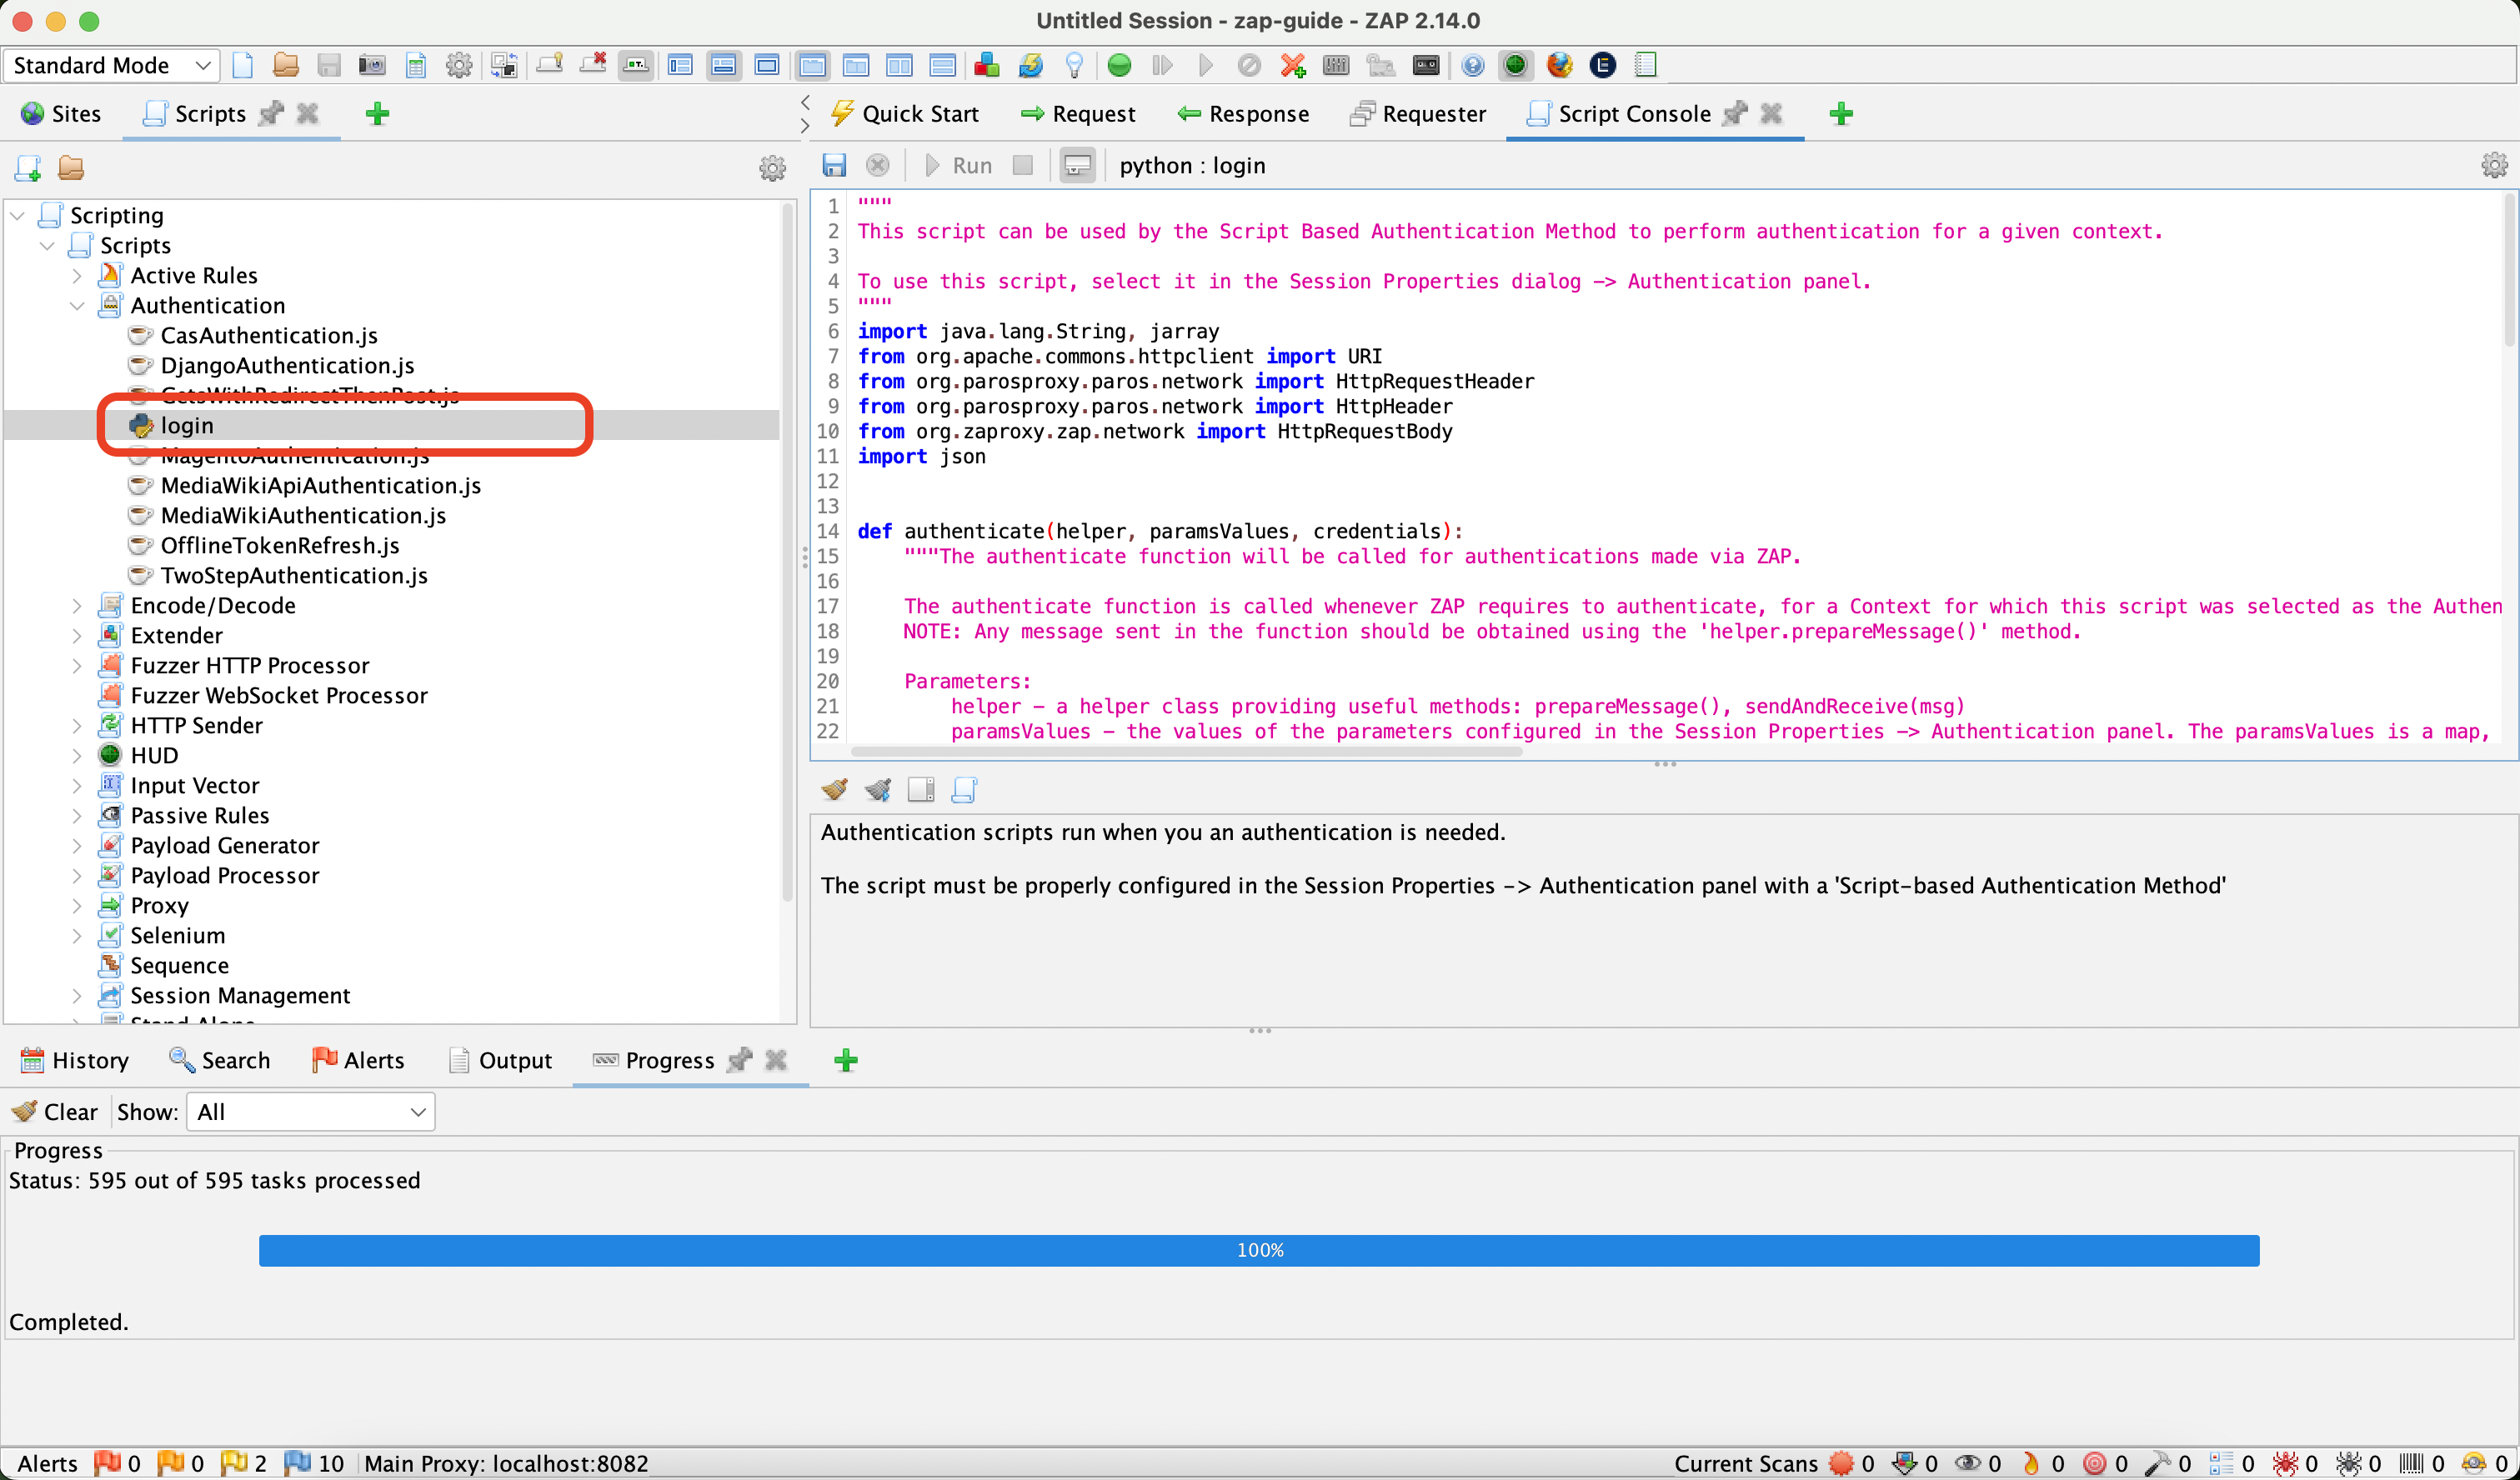 Untitled Session - zap-guide - ZAP 2.14.0
Standard Mode
Sites
Scripts
Quick Start
Request
Response
Requester
Script Console
Run
python : login
Scripting
Scripts
Active Rules
Authentication
CasAuthentication.js
DjangoAuthentication.js
GetsWithRedirectThenPost.js
login
MagentoAuthentication.js
MediaWikiApiAuthentication.js
MediaWikiAuthentication.js
OfflineTokenRefresh.js
TwoStepAuthentication.js
Encode/Decode
Extender
Fuzzer HTTP Processor
Fuzzer WebSocket Processor
HTTP Sender
HUD
Input Vector
Passive Rules
Payload Generator
Payload Processor
Proxy
Selenium
Sequence
Session Management
Stand Alone
1 """
2 This script can be used by the Script Based Authentication Method to perform authentication for a given context.
3
4 To use this script, select it in the Session Properties dialog -> Authentication panel.
5 """
6 import java.lang.String, jarray
7 from org.apache.commons.httpclient import URI
8 from org.parosproxy.paros.network import HttpRequestHeader
9 from org.parosproxy.paros.network import HttpHeader
10 from org.zaproxy.zap.network import HttpRequestBody
11 import json
12
13
14 def authenticate(helper, paramsValues, credentials):
15 """The authenticate function will be called for authentications made via ZAP.
16
17 The authenticate function is called whenever ZAP requires to authenticate, for a Context for which this script was selected as the Authen
18 NOTE: Any message sent in the function should be obtained using the 'helper.prepareMessage()' method.
19
20 Parameters:
21 helper - a helper class providing useful methods: prepareMessage(), sendAndReceive(msg)
22 paramsValues - the values of the parameters configured in the Session Properties -> Authentication panel. The paramsValues is a map,
Authentication scripts run when you an authentication is needed.
The script must be properly configured in the Session Properties -> Authentication panel with a 'Script-based Authentication Method'
History
Search
Alerts
Output
Progress
Clear
Show:
All
Progress
Status: 595 out of 595 tasks processed
100%
Completed.
Alerts 0 0 2 10 Main Proxy: localhost:8082
Current Scans 0 0 0 0 0 0 0 0 0 0 0